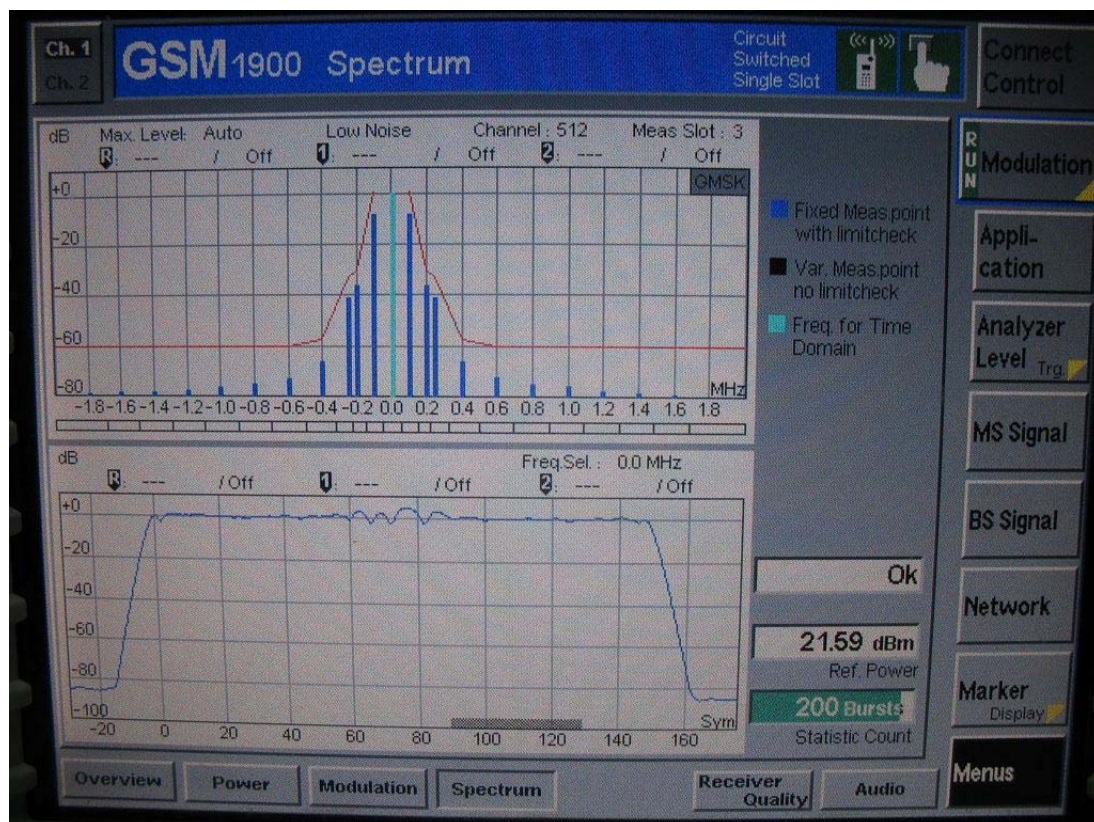 Ch. 1
Ch. 2
GSM 1900 Spectrum
Circuit
Switched
Single Slot
Connect
Control
dB Max. Level: Auto Low Noise Channel : 512 Meas Slot : 3
R: --- / Off 1: --- / Off 2: --- / Off
GMSK
+0
-20
-40
-60
-80
MHz
-1.8 -1.6 -1.4 -1.2 -1.0 -0.8 -0.6 -0.4 -0.2 0.0 0.2 0.4 0.6 0.8 1.0 1.2 1.4 1.6 1.8
Fixed Meas.point
with limitcheck
Var. Meas.point
no limitcheck
Freq. for Time
Domain
dB Freq.Sel. : 0.0 MHz
R: --- / Off 1: --- / Off 2: --- / Off
+0
-20
-40
-60
-80
-100
Sym
-20 0 20 40 60 80 100 120 140 160
Ok
21.59 dBm
Ref. Power
200 Bursts
Statistic Count
RUN
Modulation
Appli-
cation
Analyzer
Level Trg.
MS Signal
BS Signal
Network
Marker
Display
Menus
Overview
Power
Modulation
Spectrum
Receiver
Quality
Audio